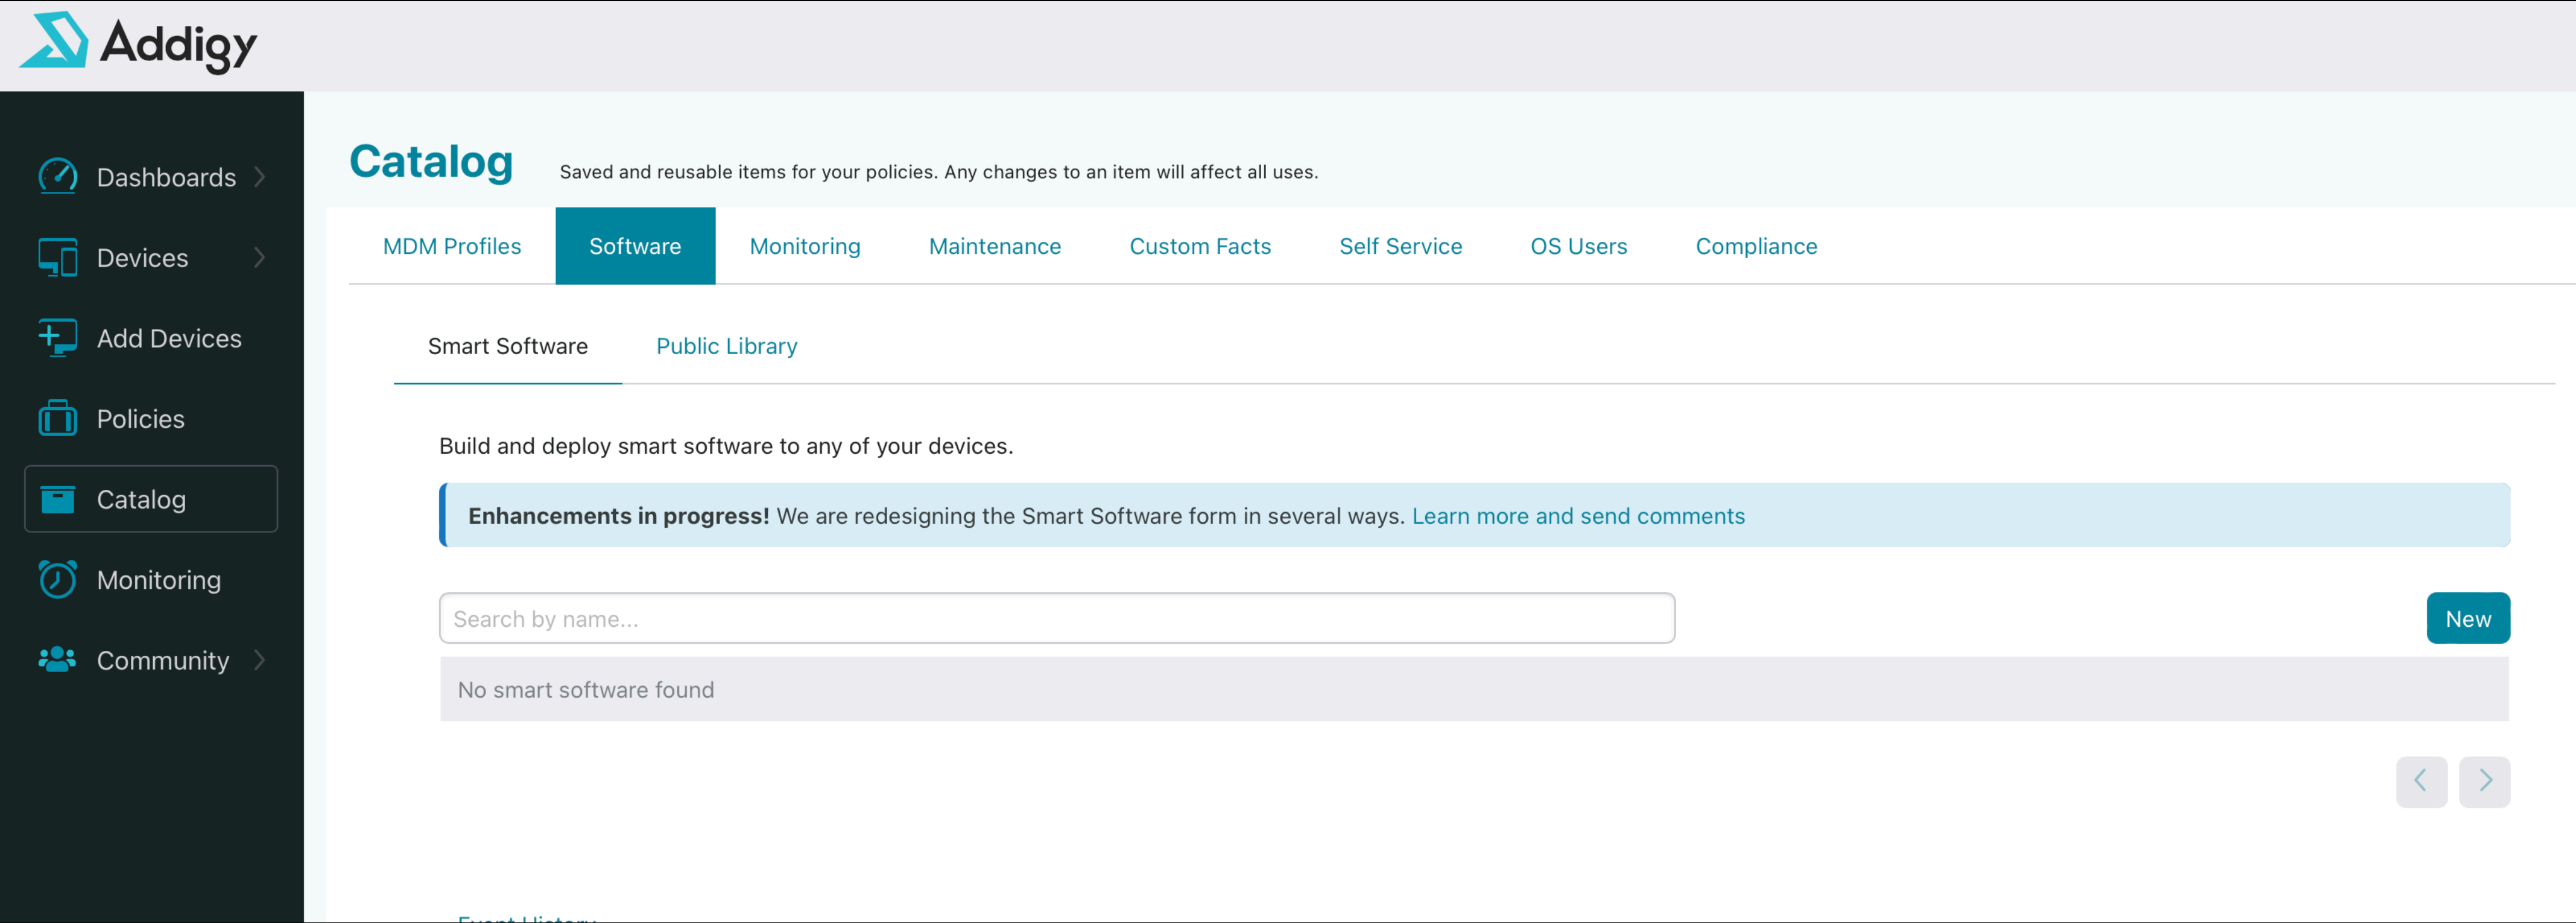 Addigy
Dashboards
Devices
Add Devices
Policies
Catalog
Monitoring
Community
Catalog
Saved and reusable items for your policies. Any changes to an item will affect all uses.
MDM Profiles
Software
Monitoring
Maintenance
Custom Facts
Self Service
OS Users
Compliance
Smart Software
Public Library
Build and deploy smart software to any of your devices.
Enhancements in progress! We are redesigning the Smart Software form in several ways. Learn more and send comments
Search by name...
New
No smart software found
Event History